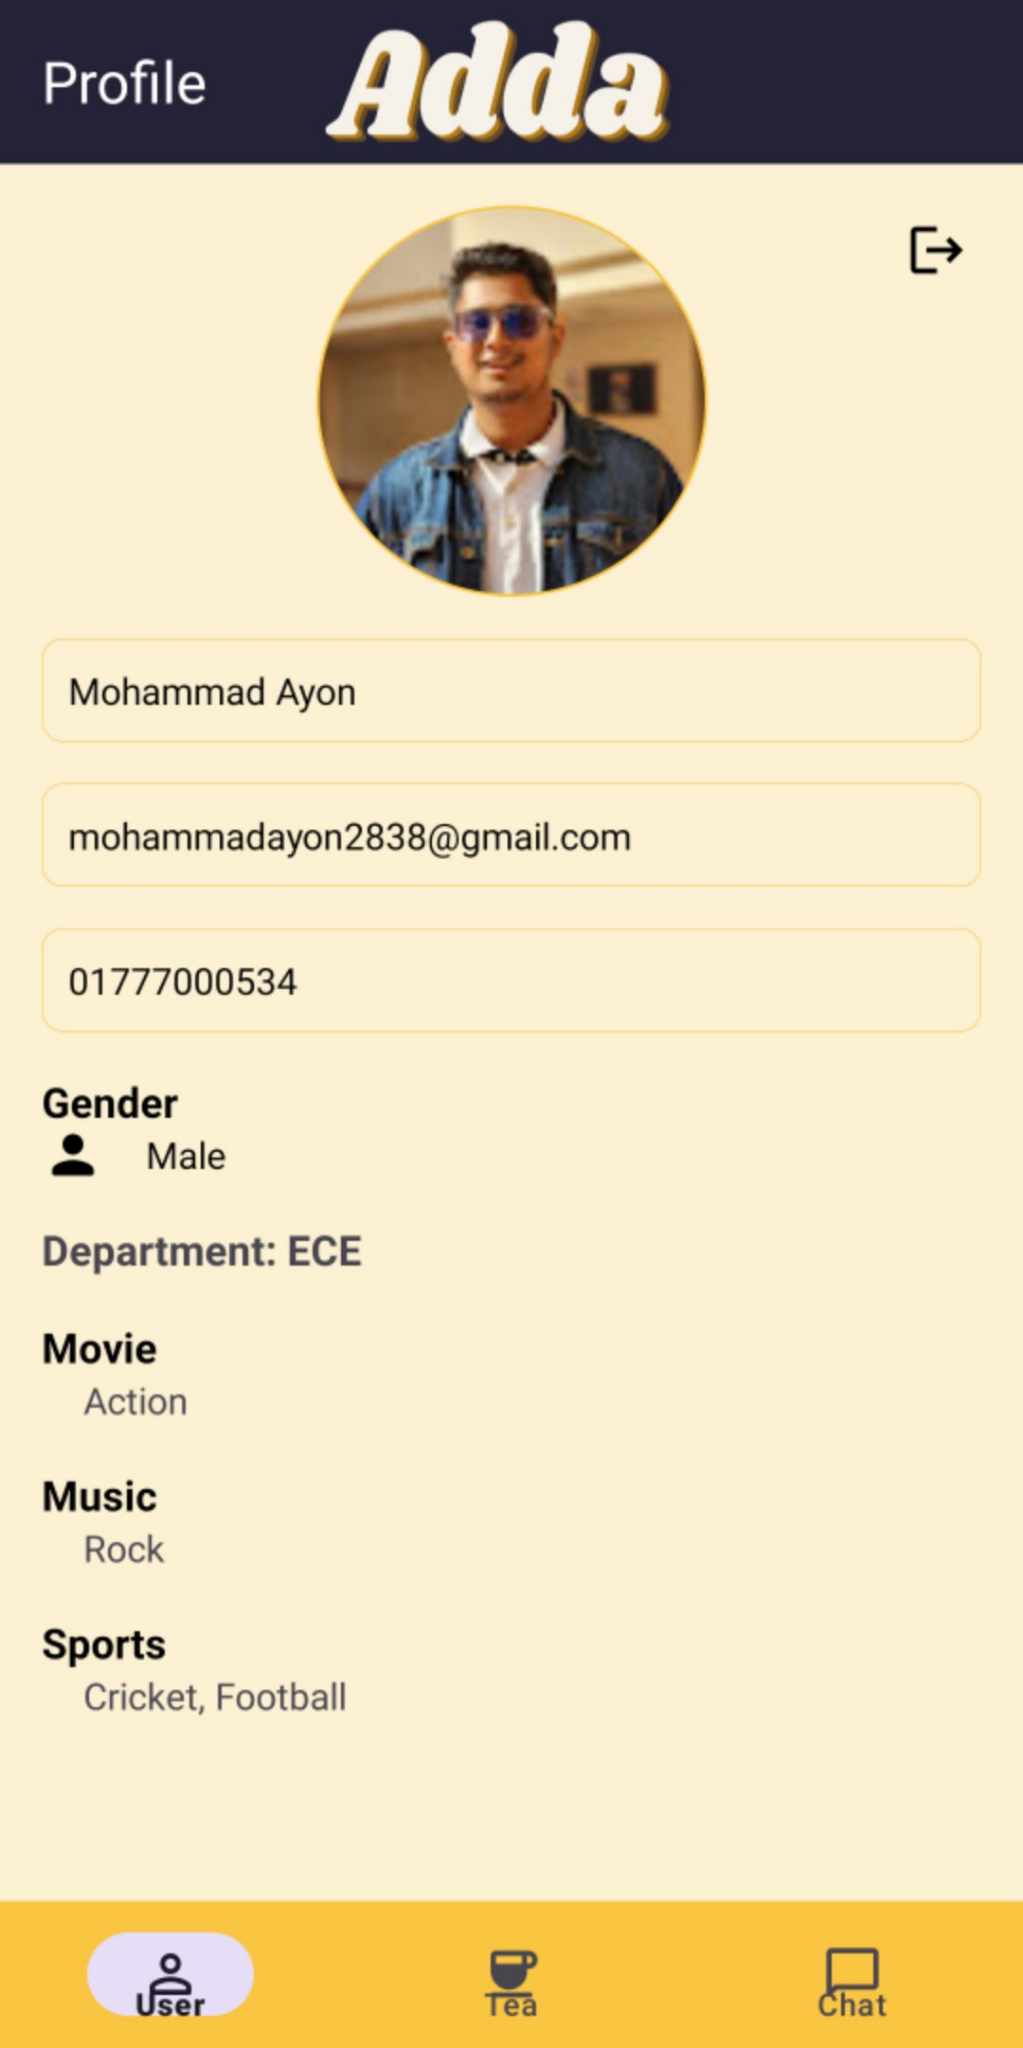 Profile
Adda
Mohammad Ayon
mohammadayon2838@gmail.com
01777000534
Gender
Male
Department: ECE
Movie
Action
Music
Rock
Sports
Cricket, Football
User
Tea
Chat